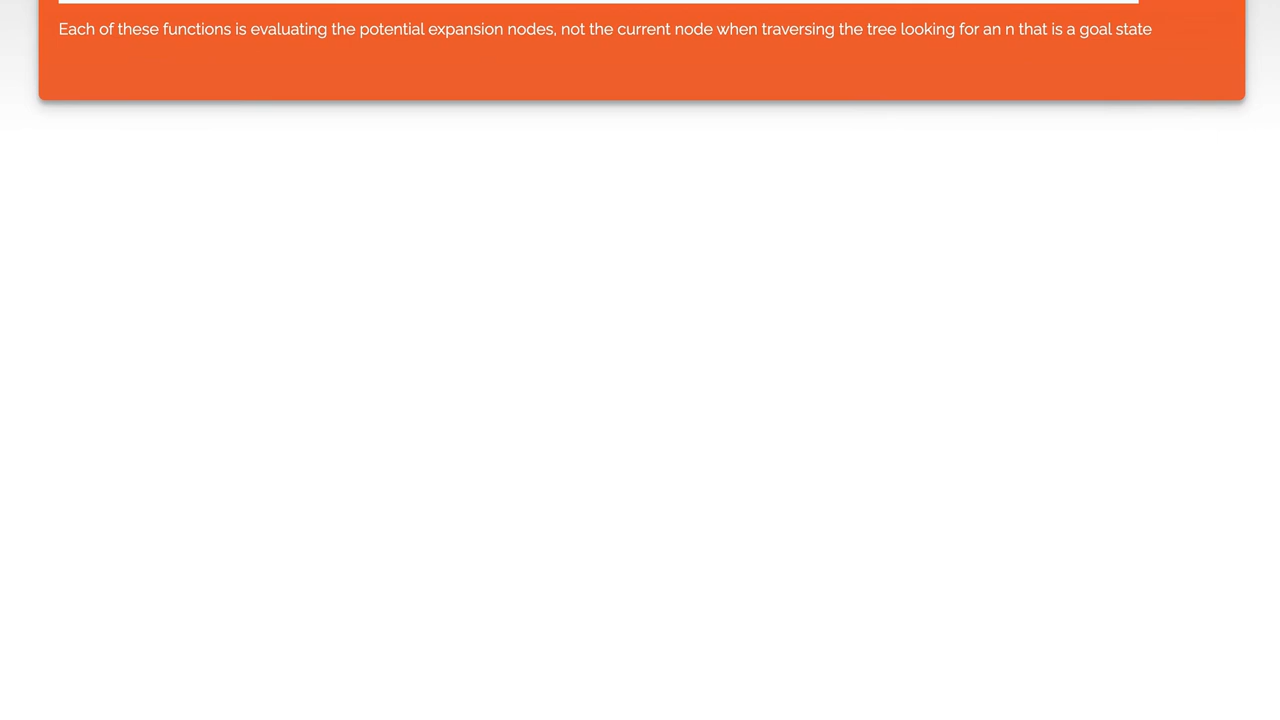 Each of these functions is evaluating the potential expansion nodes, not the current node when traversing the tree looking for an n that is a goal state